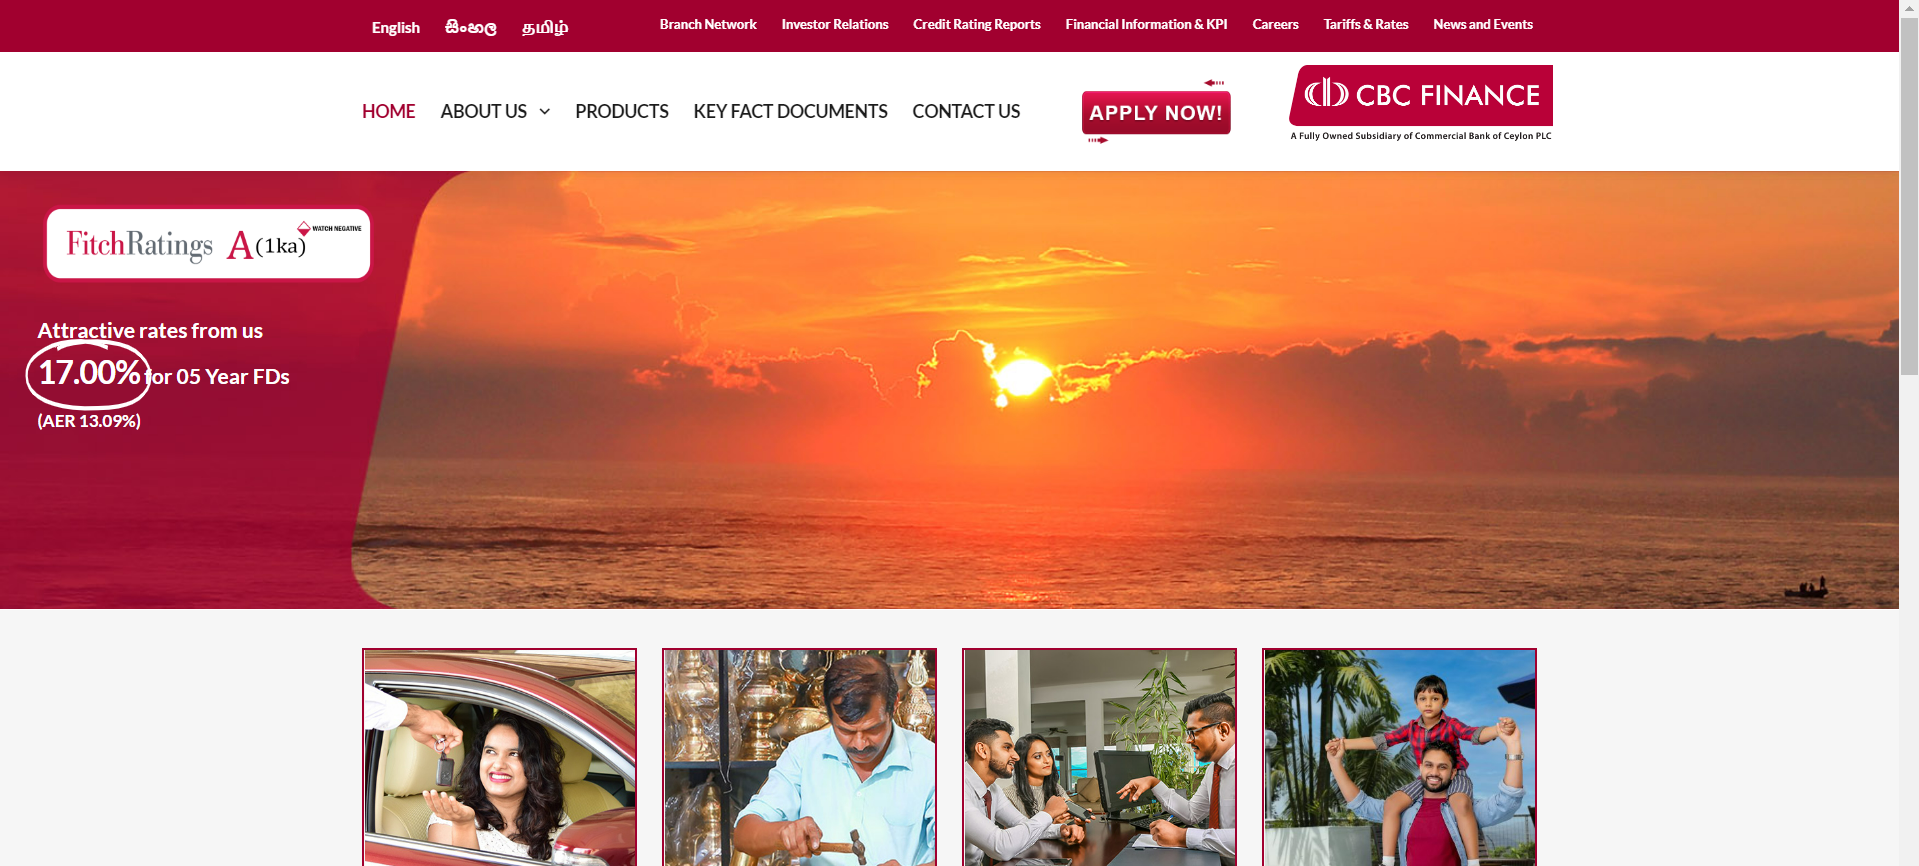 English සිංහල தமிழ் Branch Network Investor Relations Credit Rating Reports Financial Information & KPI Careers Tariffs & Rates News and Events
HOME ABOUT US PRODUCTS KEY FACT DOCUMENTS CONTACT US APPLY NOW! CBC FINANCE
A Fully Owned Subsidiary of Commercial Bank of Ceylon PLC
FitchRatings A(1ka) WATCH NEGATIVE
Attractive rates from us
17.00% for 05 Year FDs
(AER 13.09%)